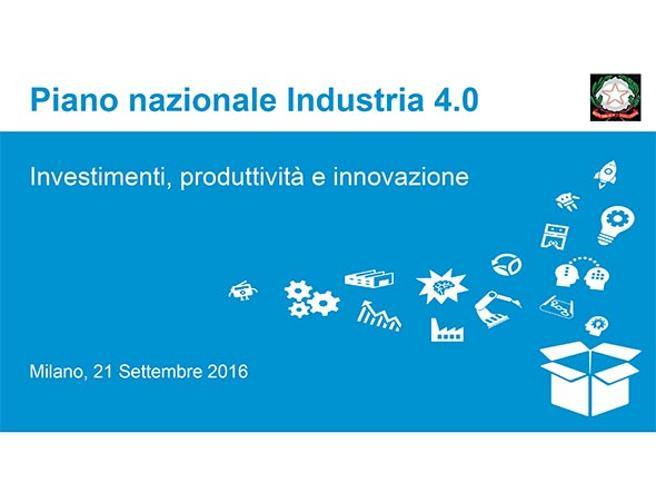 Piano nazionale Industria 4.0
Investimenti, produttività e innovazione
Milano, 21 Settembre 2016